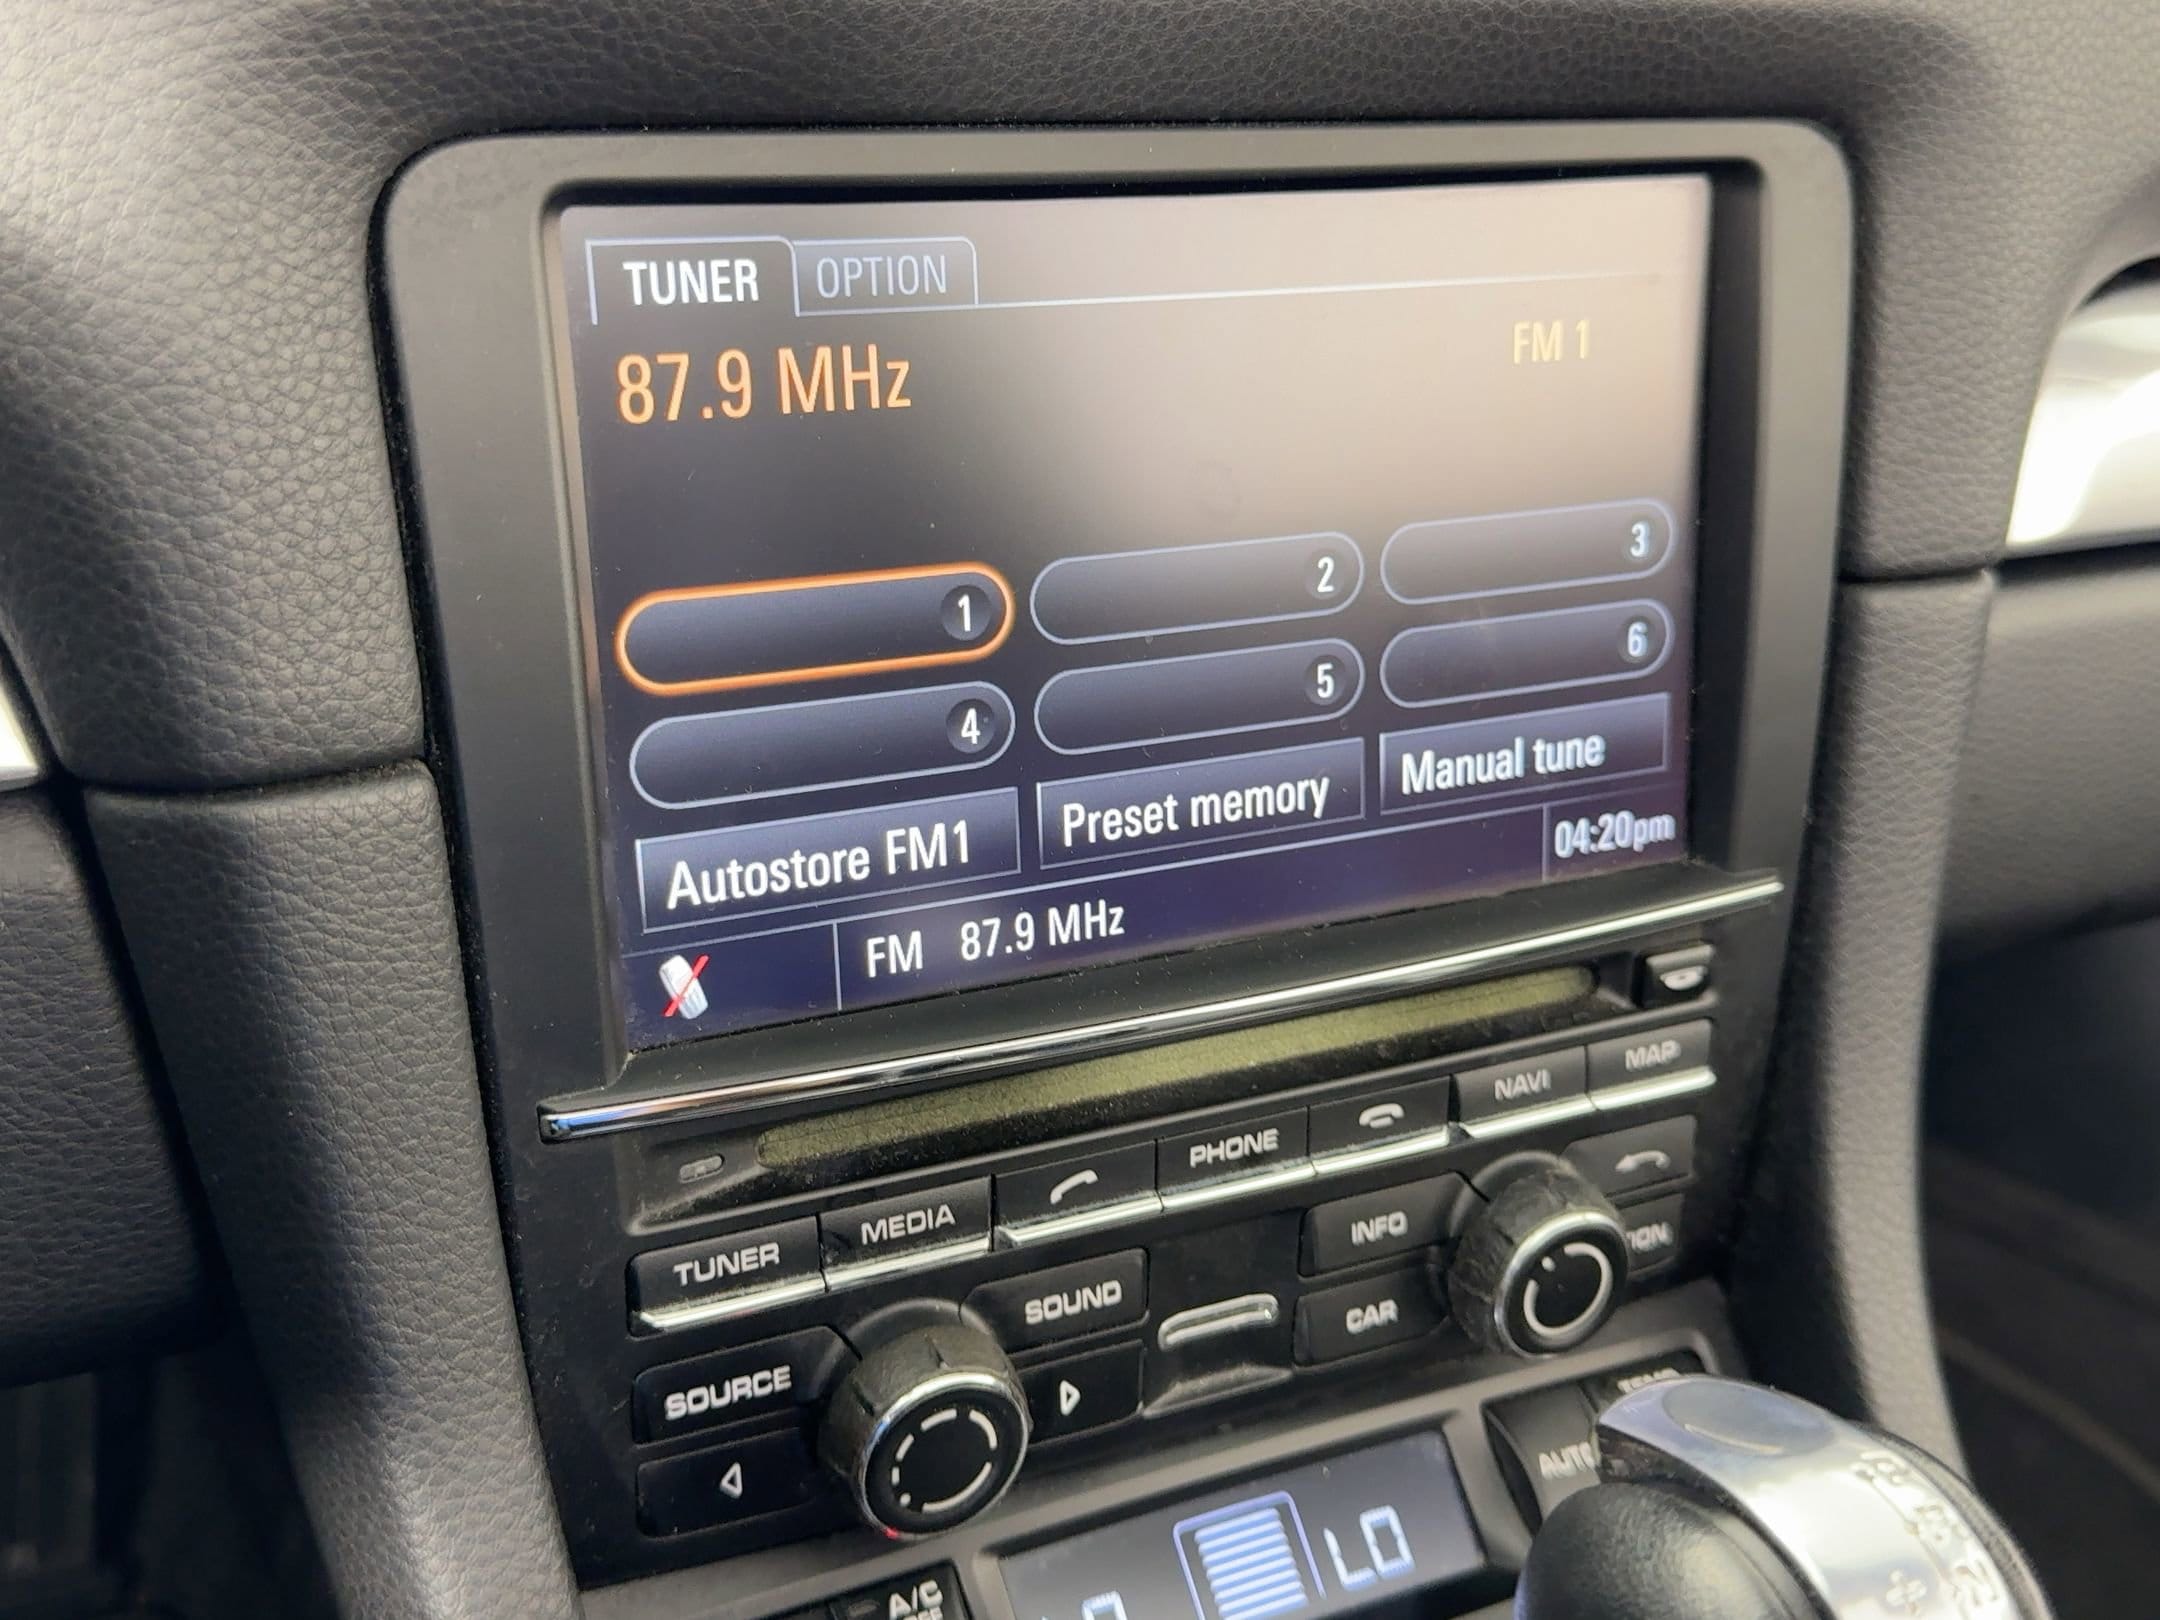 TUNER OPTION
87.9 MHz
FM 1
1 2 3
4 5 6
Autostore FM1 Preset memory Manual tune
FM 87.9 MHz 04:20pm
TUNER MEDIA PHONE NAVI MAP
SOUND INFO
SOURCE CAR
AUTO
LO
A/C